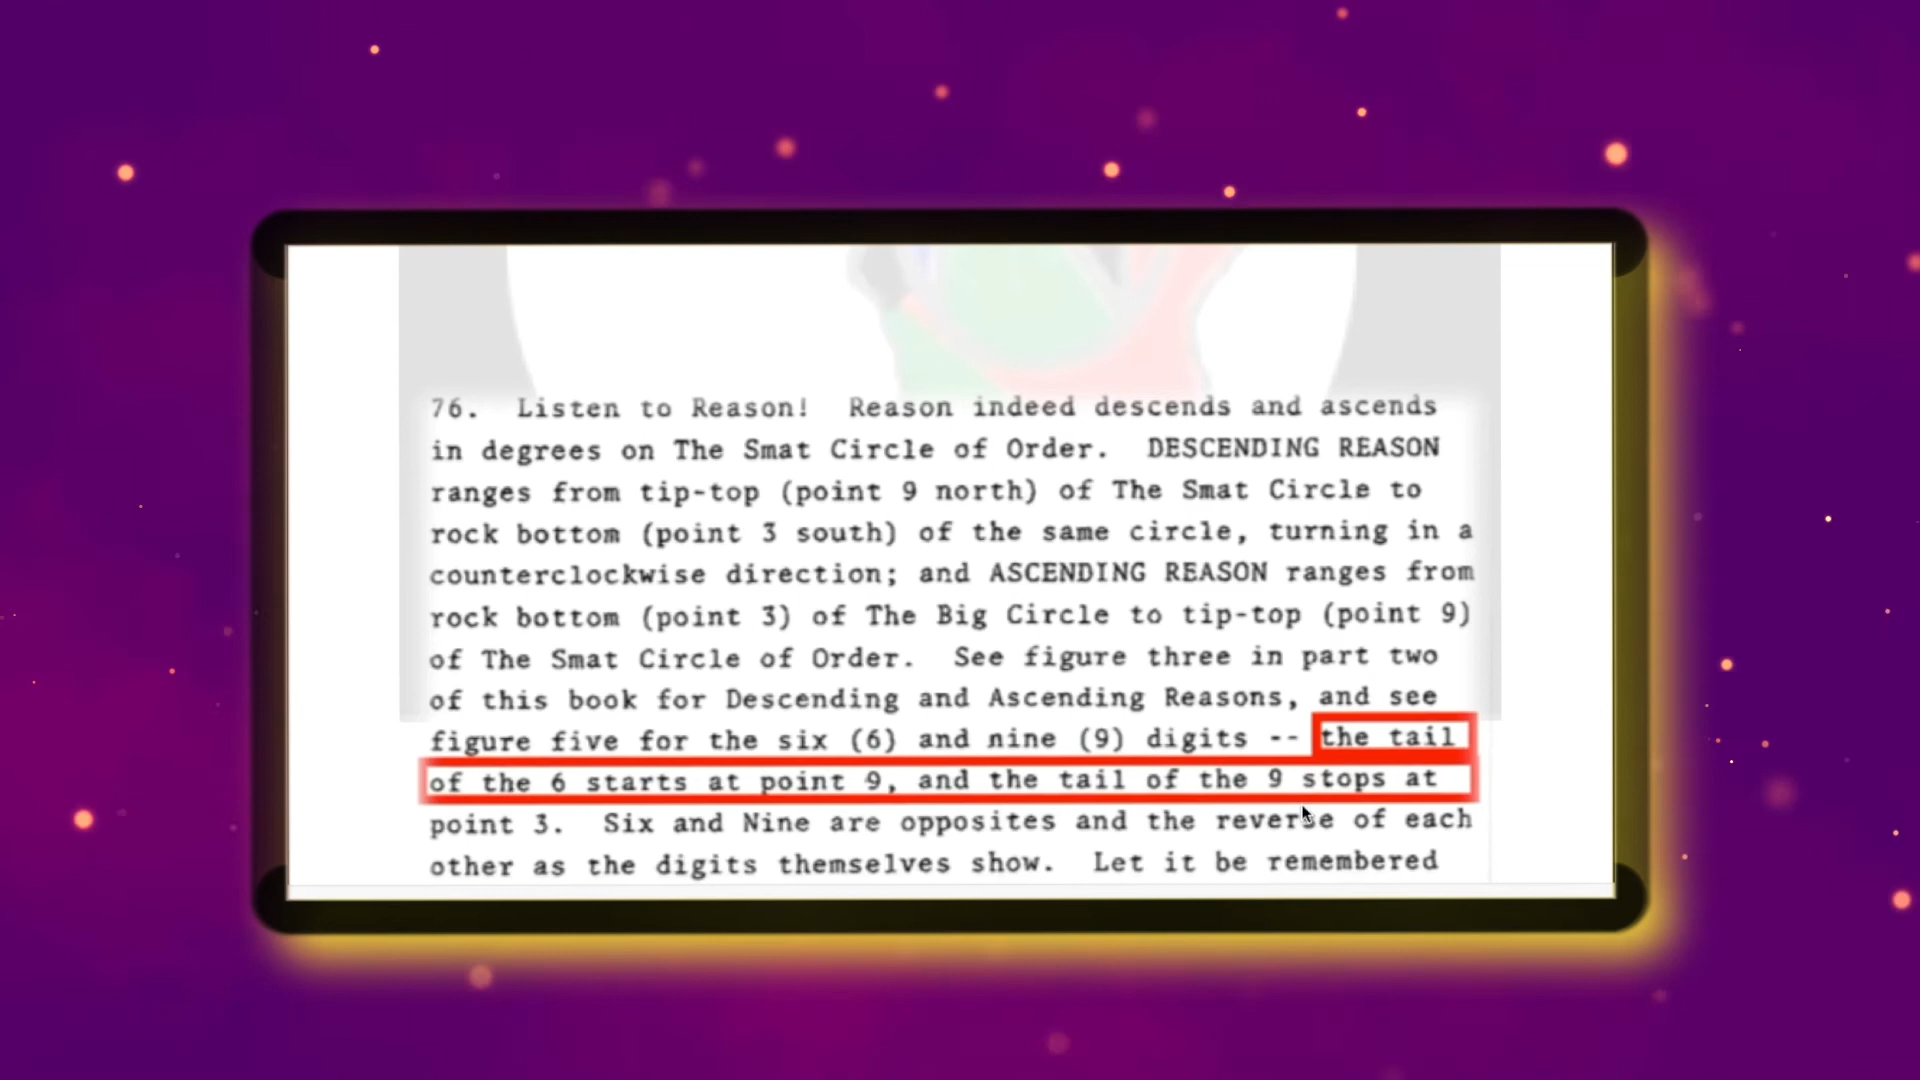 76.  Listen to Reason!  Reason indeed descends and ascends
in degrees on The Smat Circle of Order.  DESCENDING REASON
ranges from tip-top (point 9 north) of The Smat Circle to
rock bottom (point 3 south) of the same circle, turning in a
counterclockwise direction; and ASCENDING REASON ranges from
rock bottom (point 3) of The Big Circle to tip-top (point 9)
of The Smat Circle of Order.  See figure three in part two
of this book for Descending and Ascending Reasons, and see
figure five for the six (6) and nine (9) digits -- the tail
of the 6 starts at point 9, and the tail of the 9 stops at
point 3.  Six and Nine are opposites and the reverse of each
other as the digits themselves show.  Let it be remembered